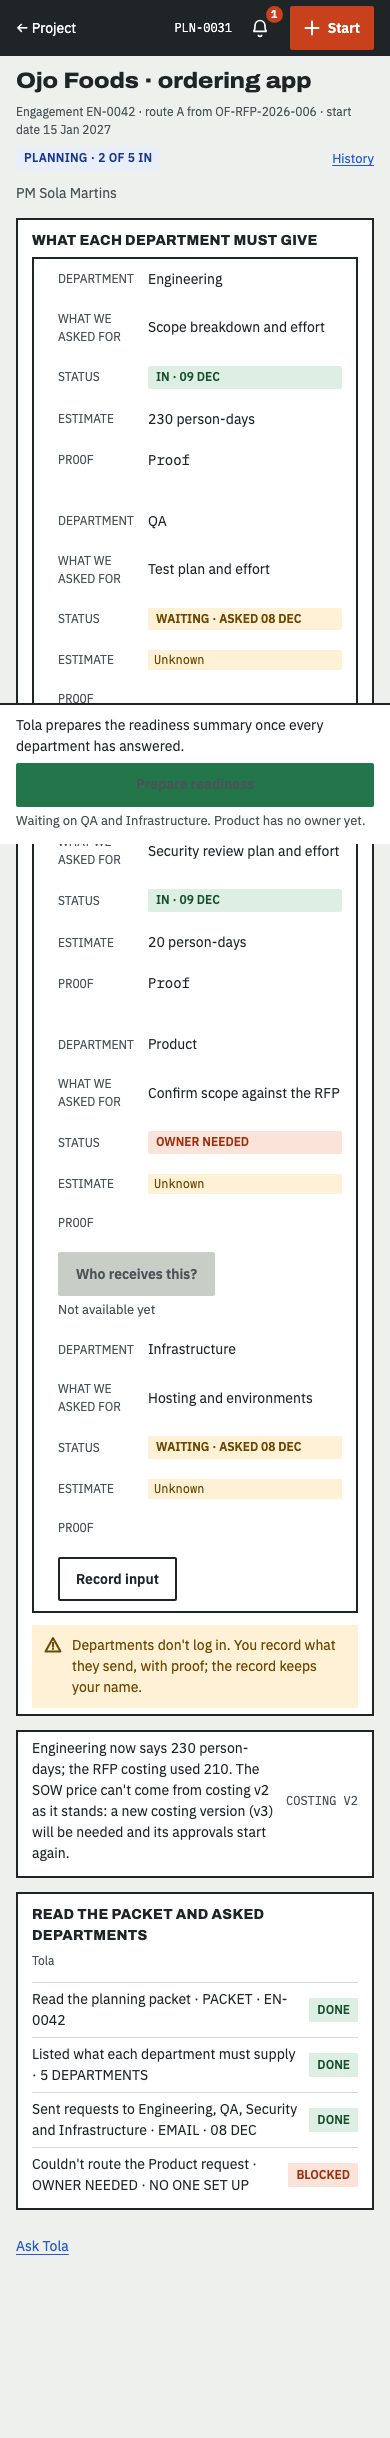 ← Project
PLN-0031
1
Start
Ojo Foods · ordering app
Engagement EN-0042 · route A from OF-RFP-2026-006 · start
date 15 Jan 2027
PLANNING · 2 OF 5 IN
History
PM Sola Martins
WHAT EACH DEPARTMENT MUST GIVE
DEPARTMENT Engineering
WHAT WE
ASKED FOR
Scope breakdown and effort
STATUS IN · 09 DEC
ESTIMATE 230 person-days
PROOF Proof
DEPARTMENT QA
WHAT WE
ASKED FOR
Test plan and effort
STATUS WAITING · ASKED 08 DEC
ESTIMATE Unknown
PROOF
Tola prepares the readiness summary once every
department has answered.
Prepare readiness
Waiting on QA and Infrastructure. Product has no owner yet.
ASKED FOR
Security review plan and effort
STATUS IN · 09 DEC
ESTIMATE 20 person-days
PROOF Proof
DEPARTMENT Product
WHAT WE
ASKED FOR
Confirm scope against the RFP
STATUS OWNER NEEDED
ESTIMATE Unknown
PROOF
Who receives this?
Not available yet
DEPARTMENT Infrastructure
WHAT WE
ASKED FOR
Hosting and environments
STATUS WAITING · ASKED 08 DEC
ESTIMATE Unknown
PROOF
Record input
Departments don't log in. You record what
they send, with proof; the record keeps
your name.
Engineering now says 230 person-
days; the RFP costing used 210. The
SOW price can't come from costing v2
as it stands: a new costing version (v3)
will be needed and its approvals start
again.
COSTING V2
READ THE PACKET AND ASKED
DEPARTMENTS
Tola
Read the planning packet · PACKET · EN-
0042
DONE
Listed what each department must supply
· 5 DEPARTMENTS
DONE
Sent requests to Engineering, QA, Security
and Infrastructure · EMAIL · 08 DEC
DONE
Couldn't route the Product request ·
OWNER NEEDED · NO ONE SET UP
BLOCKED
Ask Tola